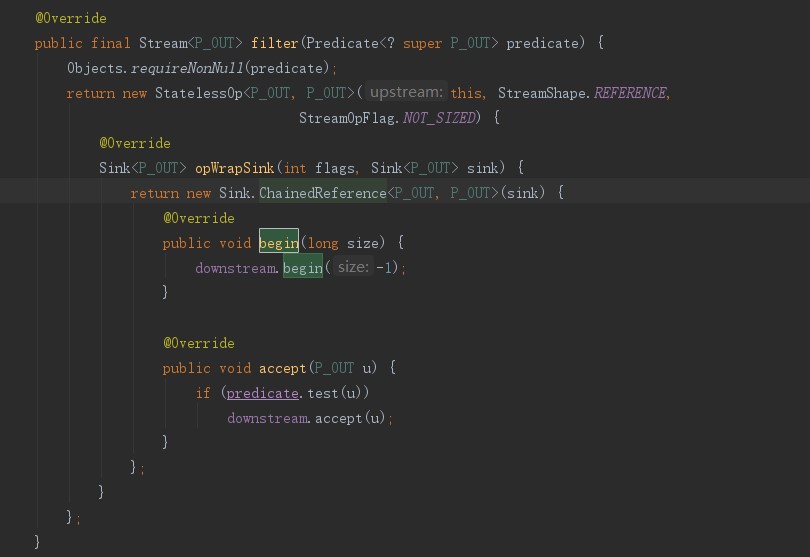 @Override
public final Stream<P_OUT> filter(Predicate<? super P_OUT> predicate) {
Objects.requireNonNull(predicate);
return new StatelessOp<P_OUT, P_OUT>( upstream: this, StreamShape.REFERENCE,
StreamOpFlag.NOT_SIZED) {
@Override
Sink<P_OUT> opWrapSink(int flags, Sink<P_OUT> sink) {
return new Sink.ChainedReference<P_OUT, P_OUT>(sink) {
@Override
public void begin(long size) {
downstream.begin( size: -1);
}
@Override
public void accept(P_OUT u) {
if (predicate.test(u))
downstream.accept(u);
}
};
}
};
}